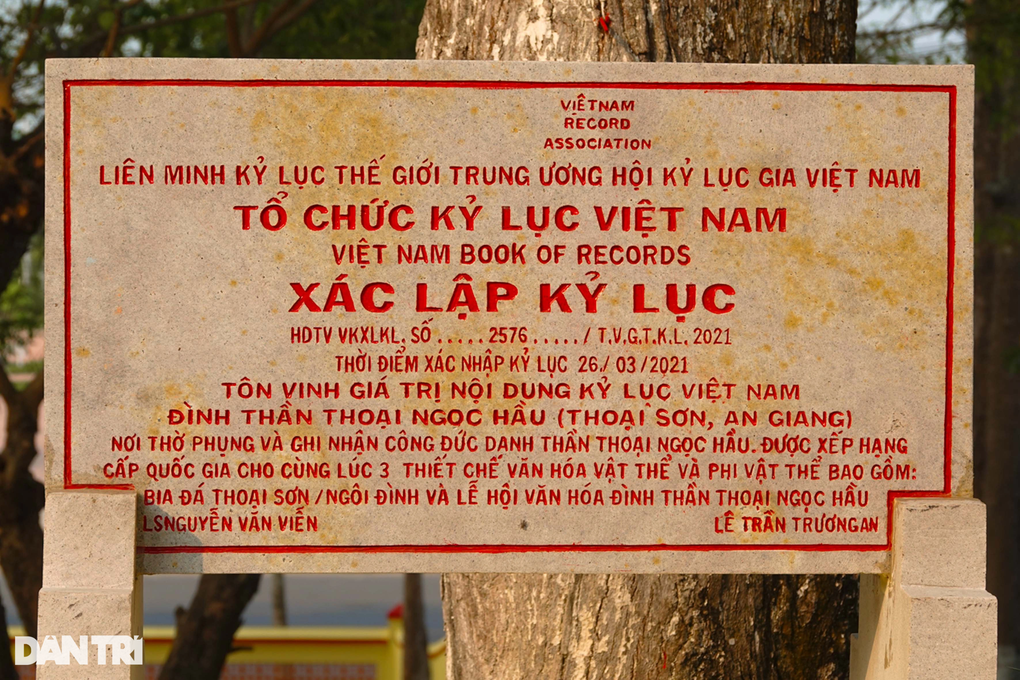 VIỆTNAM
RECORD
ASSOCIATION
LIÊN MINH KỶ LỤC THẾ GIỚI TRUNG ƯƠNG HỘI KỶ LỤC GIA VIỆT NAM
TỔ CHỨC KỶ LỤC VIỆT NAM
VIỆT NAM BOOK OF RECORDS
XÁC LẬP KỶ LỤC
HDTV VKXLKL. SỐ ..... 2576 ..... / T.V.G.T.K.L. 2021
THỜI ĐIỂM XÁC NHẬP KỶ LỤC 26/ 03/2021
TÔN VINH GIÁ TRỊ NỘI DUNG KỶ LỤC VIỆT NAM
ĐÌNH THẦN THOẠI NGỌC HẦU (THOẠI SƠN, AN GIANG)
NƠI THỜ PHỤNG VÀ GHI NHẬN CÔNG ĐỨC DANH THẦN THOẠI NGỌC HẦU. ĐƯỢC XẾP HẠNG
CẤP QUỐC GIA CHO CÙNG LÚC 3 THIẾT CHẾ VĂN HÓA VẬT THỂ VÀ PHI VẬT THỂ BAO GỒM:
BIA ĐÁ THOẠI SƠN/NGÔI ĐÌNH VÀ LỄ HỘI VĂN HÓA ĐÌNH THẦN THOẠI NGỌC HẦU
LSNGUYỄN VĂN VIỄN LÊ TRẦN TRƯƠNGAN
DÂN TRÍ